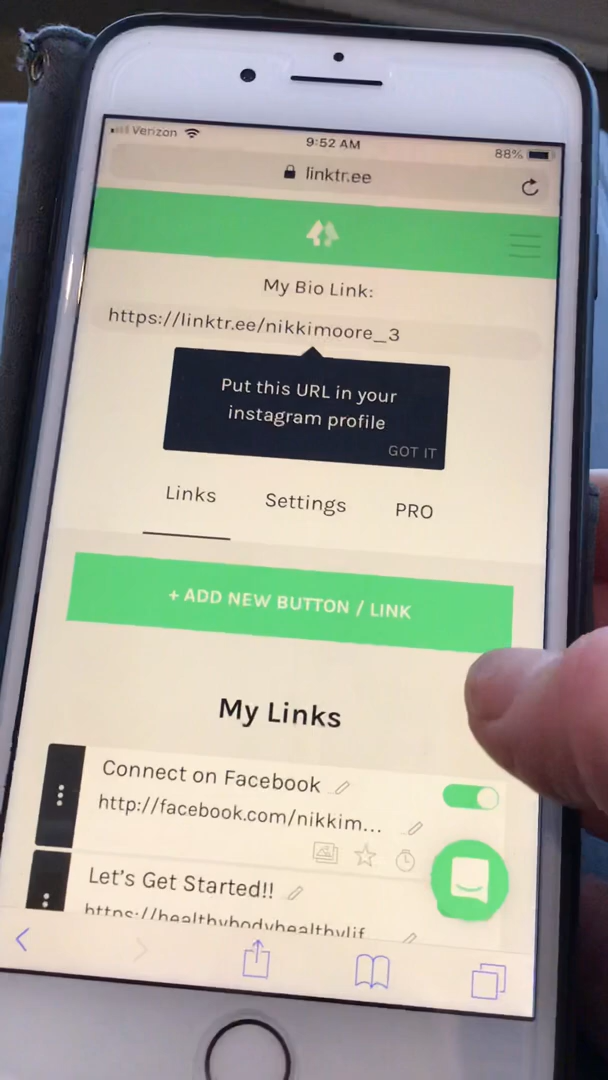 Verizon
9:52 AM
88%
linktr.ee
My Bio Link:
https://linktr.ee/nikkimoore_3
Put this URL in your
instagram profile
GOT IT
Links Settings PRO
+ ADD NEW BUTTON / LINK
My Links
Connect on Facebook
http://facebook.com/nikkim...
Let's Get Started!!
https://healthybodyhealthylif